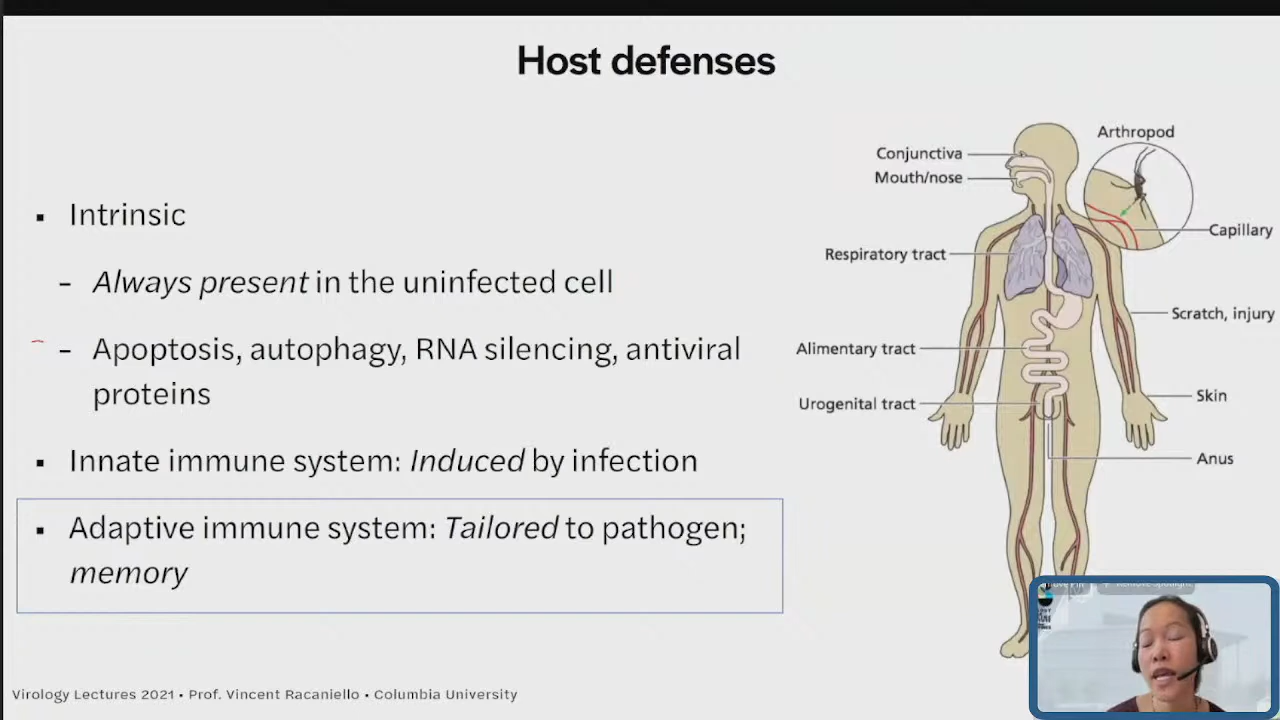 Host defenses
▪ Intrinsic
- Always present in the uninfected cell
- Apoptosis, autophagy, RNA silencing, antiviral
proteins
▪ Innate immune system: Induced by infection
▪ Adaptive immune system: Tailored to pathogen;
memory
Arthropod
Conjunctiva
Mouth/nose
Capillary
Respiratory tract
Scratch, injury
Alimentary tract
Skin
Urogenital tract
Anus
Virology Lectures 2021 • Prof. Vincent Racaniello • Columbia University